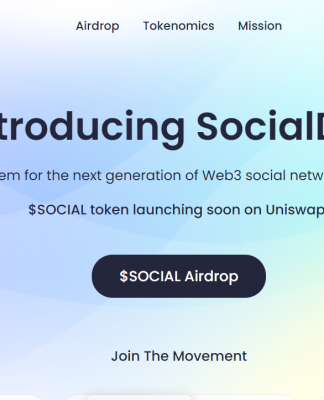 Airdrop Tokenomics Mission
troducing SocialD
em for the next generation of Web3 social netw
$SOCIAL token launching soon on Uniswap
$SOCIAL Airdrop
Join The Movement